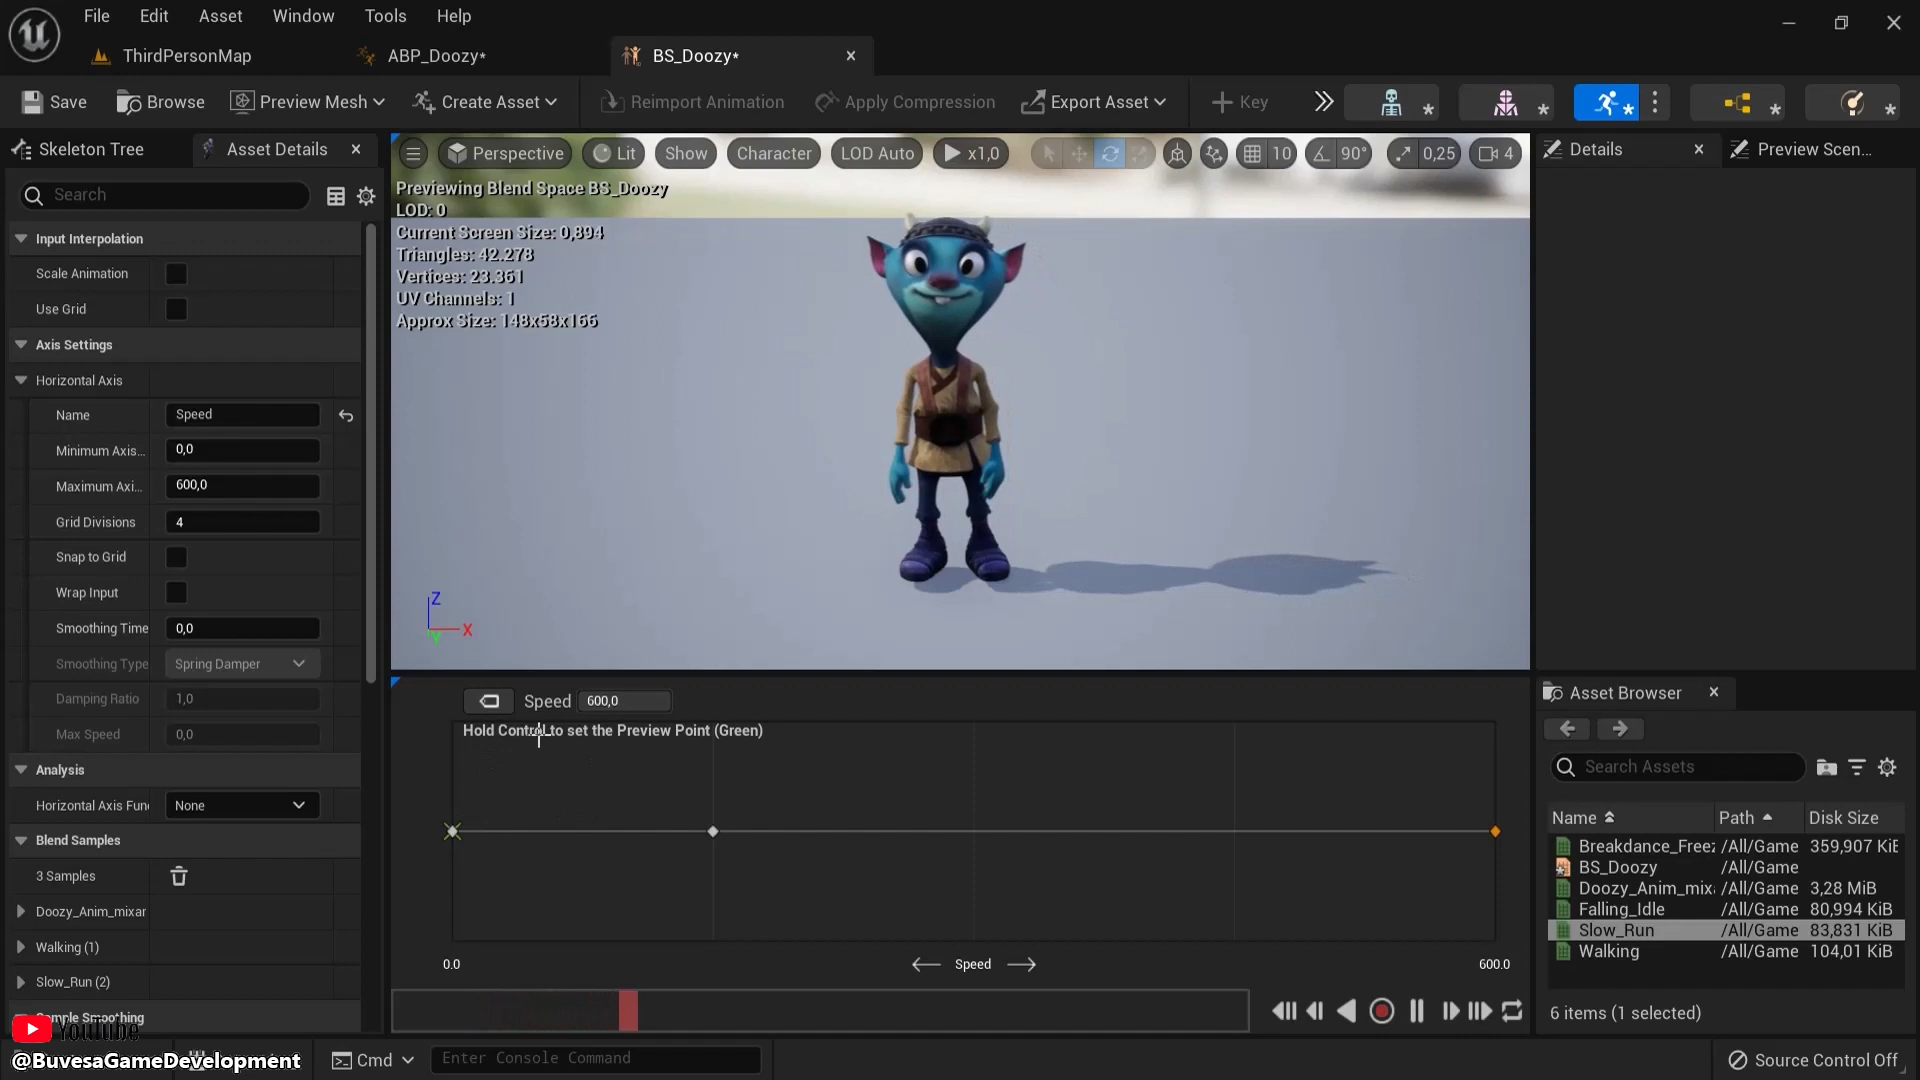 File Edit Asset Window Tools Help
ThirdPersonMap ABP_Doozy* BS_Doozy*
Save Browse Preview Mesh Create Asset Reimport Animation Apply Compression Export Asset Key
Skeleton Tree Asset Details
Search
Input Interpolation
Scale Animation
Use Grid
Axis Settings
Horizontal Axis
Name Speed
Minimum Axis... 0,0
Maximum Axi... 600,0
Grid Divisions 4
Snap to Grid
Wrap Input
Smoothing Time 0,0
Smoothing Type Spring Damper
Damping Ratio 1,0
Max Speed 0,0
Analysis
Horizontal Axis Fun None
Blend Samples
3 Samples
Doozy_Anim_mixar
Walking (1)
Slow_Run (2)
Sample Smoothing
YouTube
@BuvesaGameDevelopment
Perspective Lit Show Character LOD Auto x1,0 10 90° 0,25 4
Previewing Blend Space BS_Doozy
LOD: 0
Current Screen Size: 0,894
Triangles: 42.278
Vertices: 23.361
UV Channels: 1
Approx Size: 148x58x166
Z
X
Y
Speed 600,0
Hold Control to set the Preview Point (Green)
0.0 Speed 600.0
Cmd Enter Console Command
Details Preview Scen...
Asset Browser
Search Assets
Name Path Disk Size
Breakdance_Freez /All/Game 359,907 KiE
BS_Doozy /All/Game
Doozy_Anim_mixa /All/Game 3,28 MiB
Falling_Idle /All/Game 80,994 KiB
Slow_Run /All/Game 83,831 KiB
Walking /All/Game 104,01 KiB
6 items (1 selected)
Source Control Off